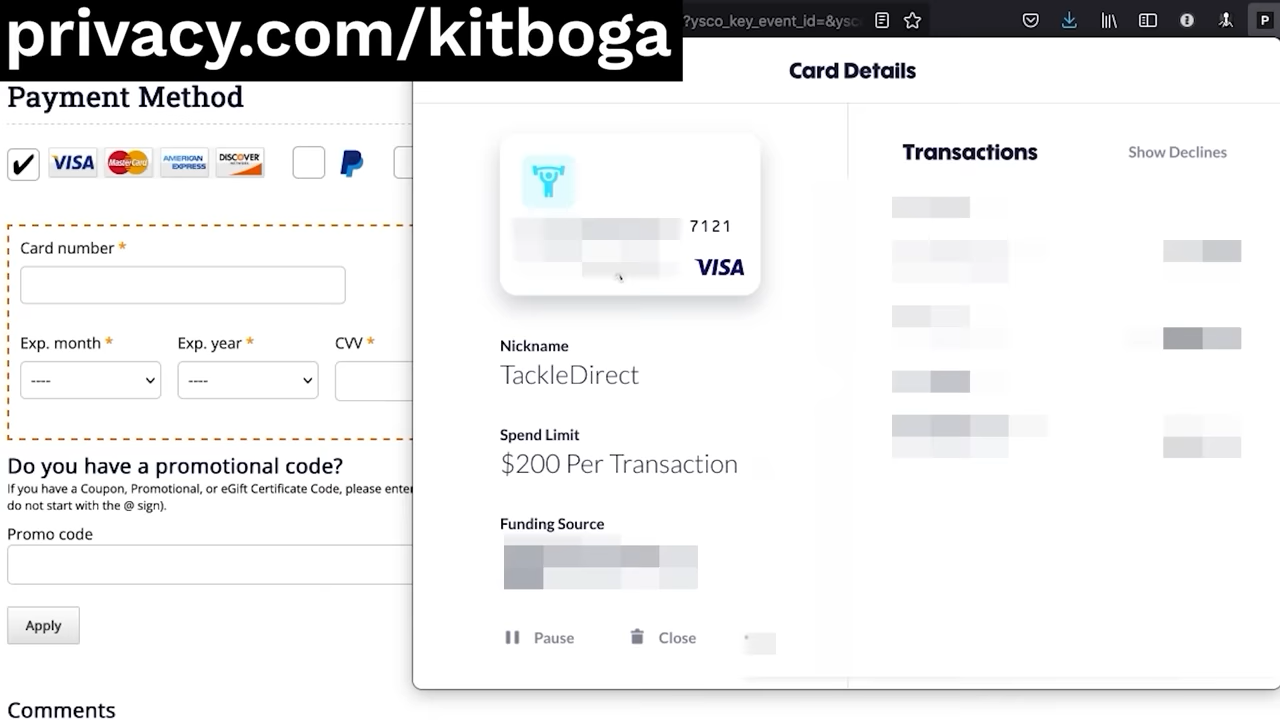 privacy.com/kitboga
?ysco_key_event_id=&ysc
P
Payment Method
VISA
MasterCard
AMERICAN EXPRESS
DISCOVER
Card number *
Exp. month *
Exp. year *
CVV *
----
----
Do you have a promotional code?
If you have a Coupon, Promotional, or eGift Certificate Code, please enter
do not start with the @ sign).
Promo code
Apply
Comments
Card Details
7121
VISA
Nickname
TackleDirect
Spend Limit
$200 Per Transaction
Funding Source
Pause
Close
Transactions
Show Declines